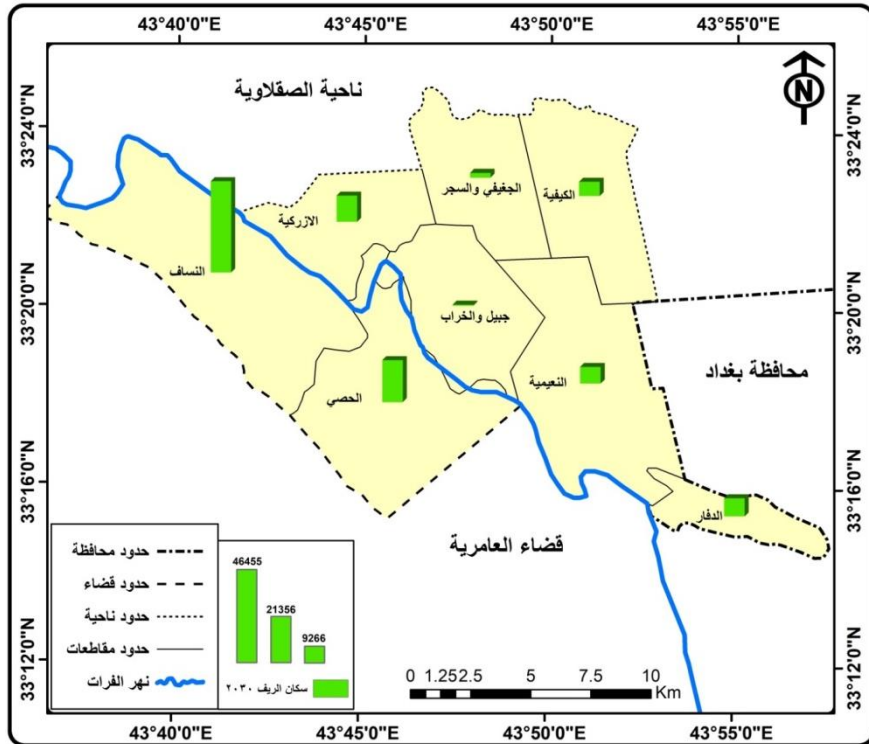 43°40'0"E 43°45'0"E 43°50'0"E 43°55'0"E
ناحية الصقلاوية
N
33°24'0"N 33°24'0"N
الجغيفي والسجر
الكيفية
الازركية
النساف
33°20'0"N 33°20'0"N
جبيل والخراب
محافظة بغداد
النعيمية
الحصي
33°16'0"N 33°16'0"N
الدفار
قضاء العامرية
حدود محافظة
حدود قضاء
حدود ناحية
حدود مقاطعات
نهر الفرات
46455
21356
9266
سكان الريف ٢٠٣٠
0 1.25 2.5 5 7.5 10
Km
33°12'0"N 33°12'0"N
43°40'0"E 43°45'0"E 43°50'0"E 43°55'0"E